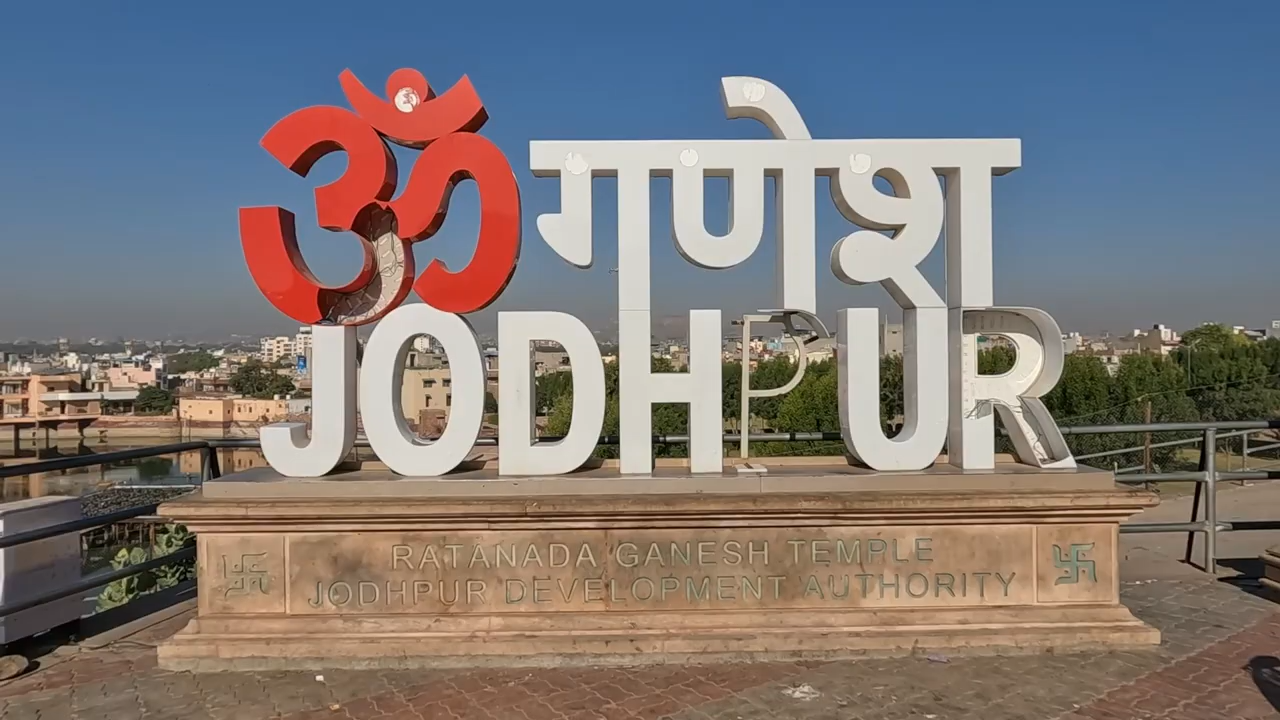 ॐ गणेश
JODHPUR
RATANADA GANESH TEMPLE
JODHPUR DEVELOPMENT AUTHORITY